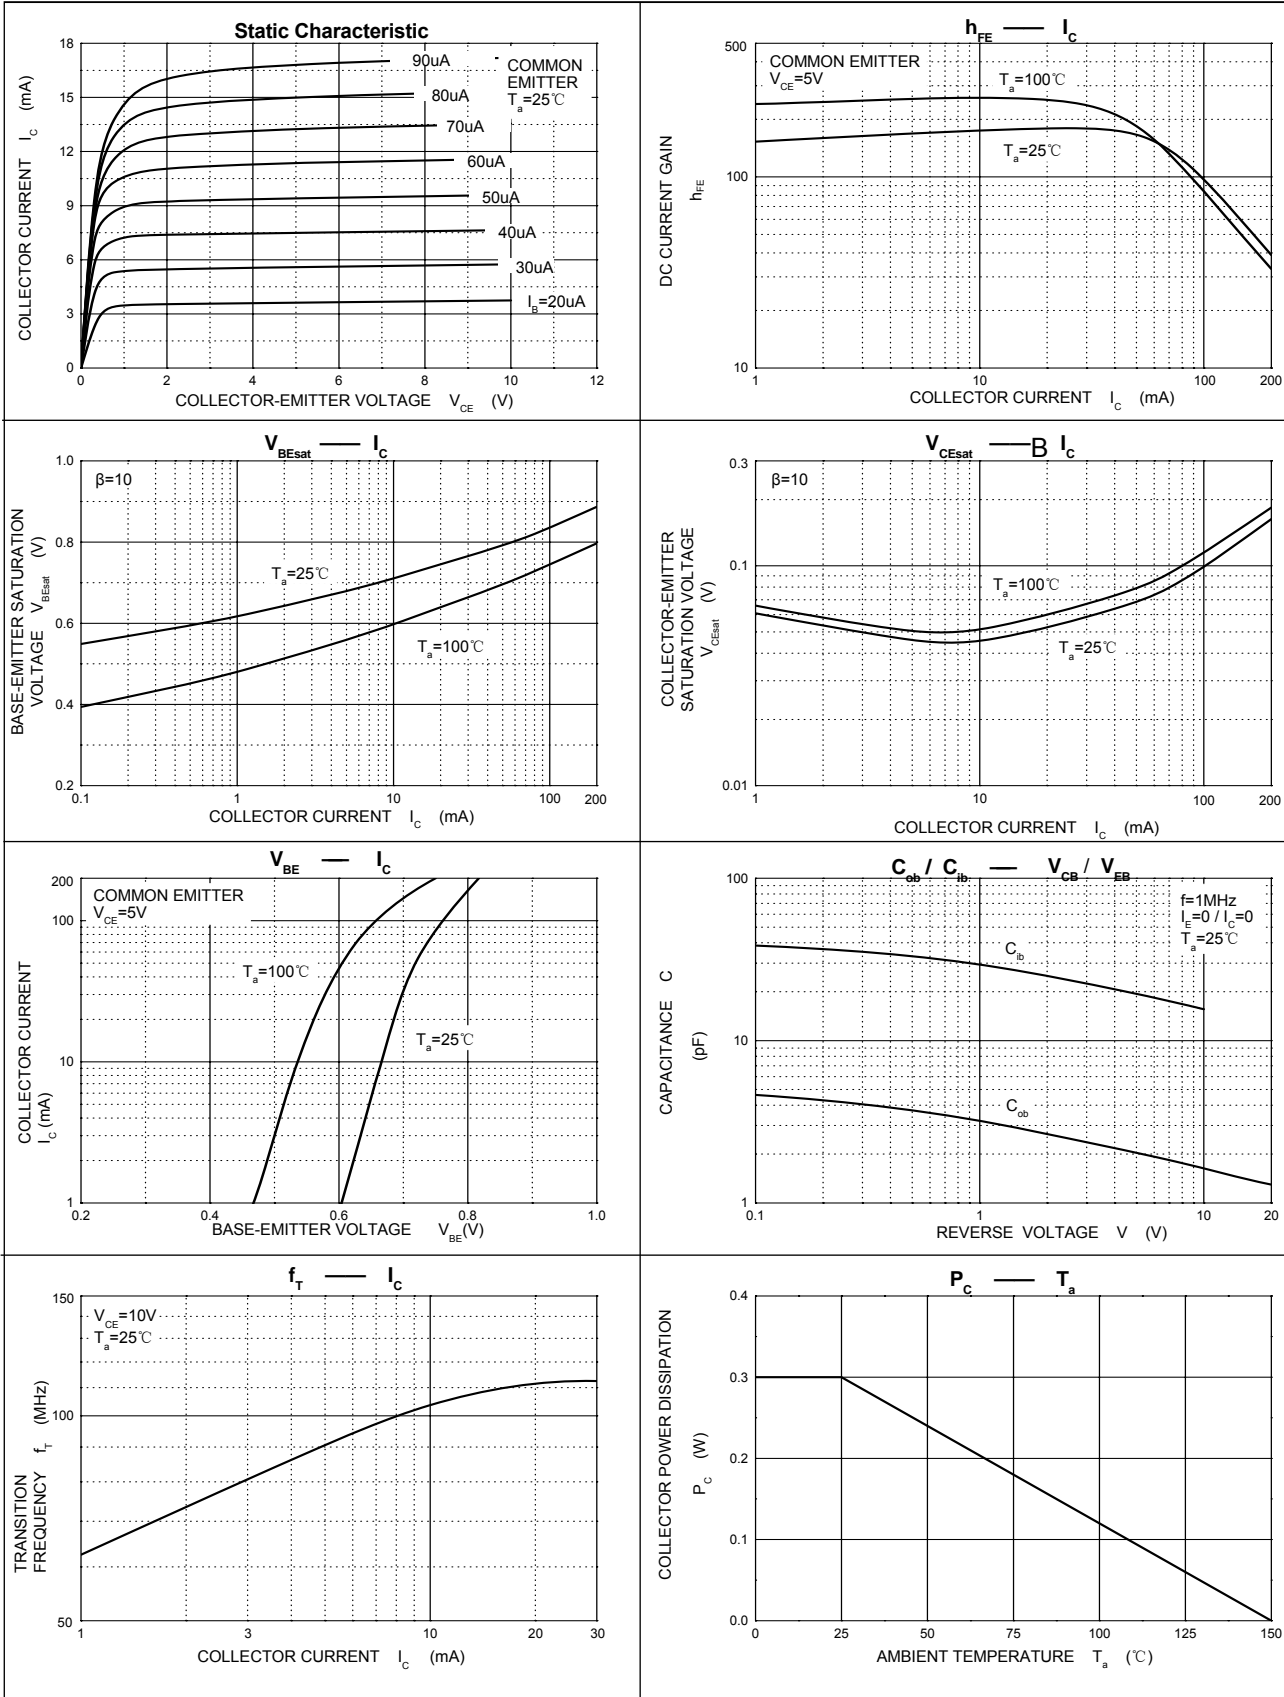 Static Characteristic
COLLECTOR CURRENT I_C (mA)
18
15
12
9
6
3
0
90uA
80uA
70uA
60uA
50uA
40uA
30uA
I_B=20uA
COMMON
EMITTER
T_a=25℃
0 2 4 6 8 10 12
COLLECTOR-EMITTER VOLTAGE V_CE (V)
h_FE —— I_C
DC CURRENT GAIN
h_FE
500
100
10
COMMON EMITTER
V_CE=5V
T_a=100℃
T_a=25℃
1 10 100 200
COLLECTOR CURRENT I_C (mA)
V_BEsat —— I_C
BASE-EMITTER SATURATION
VOLTAGE V_BEsat (V)
1.0
0.8
0.6
0.4
0.2
β=10
T_a=25℃
T_a=100℃
0.1 1 10 100 200
COLLECTOR CURRENT I_C (mA)
V_CEsat ——B I_C
COLLECTOR-EMITTER
SATURATION VOLTAGE
V_CEsat (V)
0.3
0.1
0.01
β=10
T_a=100℃
T_a=25℃
1 10 100 200
COLLECTOR CURRENT I_C (mA)
V_BE —— I_C
COLLECTOR CURRENT
I_C (mA)
200
100
10
1
COMMON EMITTER
V_CE=5V
T_a=100℃
T_a=25℃
0.2 0.4 0.6 0.8 1.0
BASE-EMITTER VOLTAGE V_BE(V)
C_ob / C_ib —— V_CB / V_EB
CAPACITANCE C
(pF)
100
10
1
f=1MHz
I_E=0 / I_C=0
T_a=25℃
C_ib
C_ob
0.1 1 10 20
REVERSE VOLTAGE V (V)
f_T —— I_C
TRANSITION
FREQUENCY f_T (MHz)
150
100
50
V_CE=10V
T_a=25℃
1 3 10 20 30
COLLECTOR CURRENT I_C (mA)
P_C —— T_a
COLLECTOR POWER DISSIPATION
P_C (W)
0.4
0.3
0.2
0.1
0.0
0 25 50 75 100 125 150
AMBIENT TEMPERATURE T_a (℃)